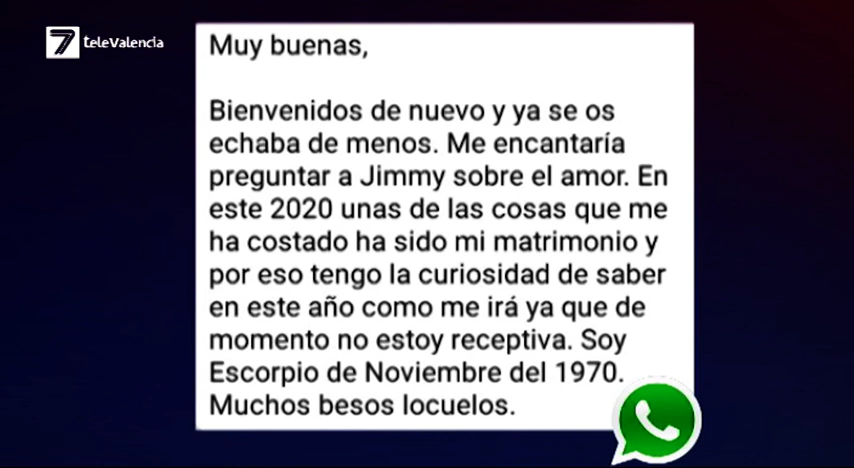 7 teleValencia
Muy buenas,
Bienvenidos de nuevo y ya se os
echaba de menos. Me encantaría
preguntar a Jimmy sobre el amor. En
este 2020 unas de las cosas que me
ha costado ha sido mi matrimonio y
por eso tengo la curiosidad de saber
en este año como me irá ya que de
momento no estoy receptiva. Soy
Escorpio de Noviembre del 1970.
Muchos besos locuelos.